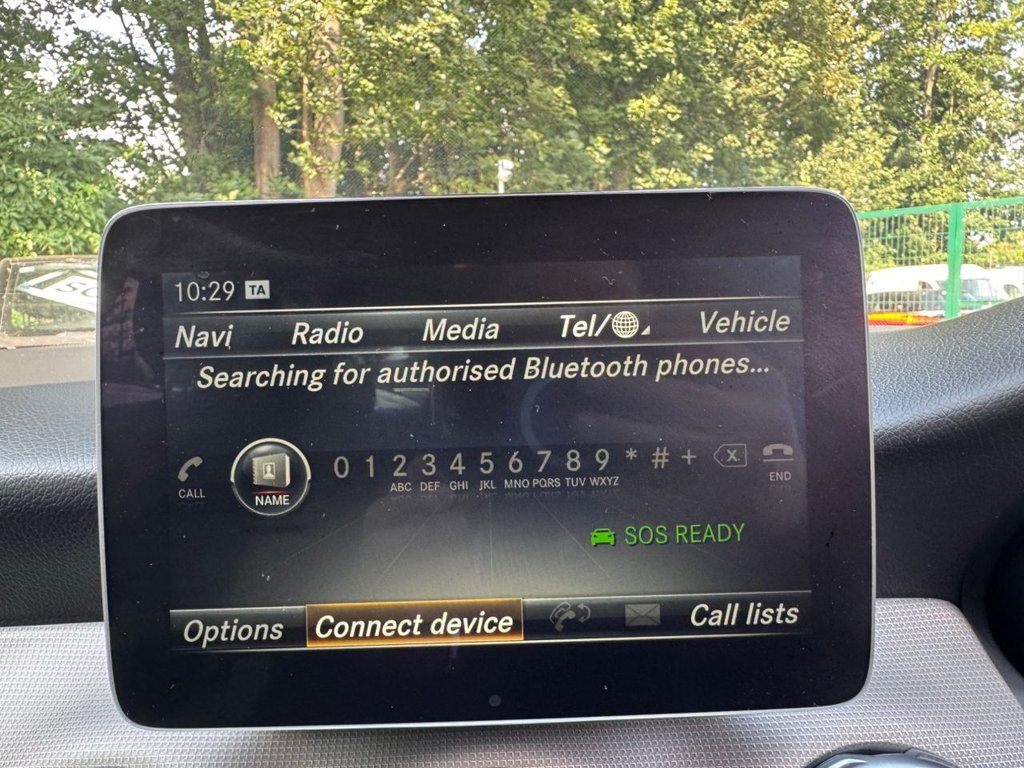 10:29 TA
Navi Radio Media Tel/ Vehicle
Searching for authorised Bluetooth phones...
CALL NAME 0 1 2 3 4 5 6 7 8 9 * # + X END
ABC DEF GHI JKL MNO PQRS TUV WXYZ
SOS READY
Options Connect device Call lists